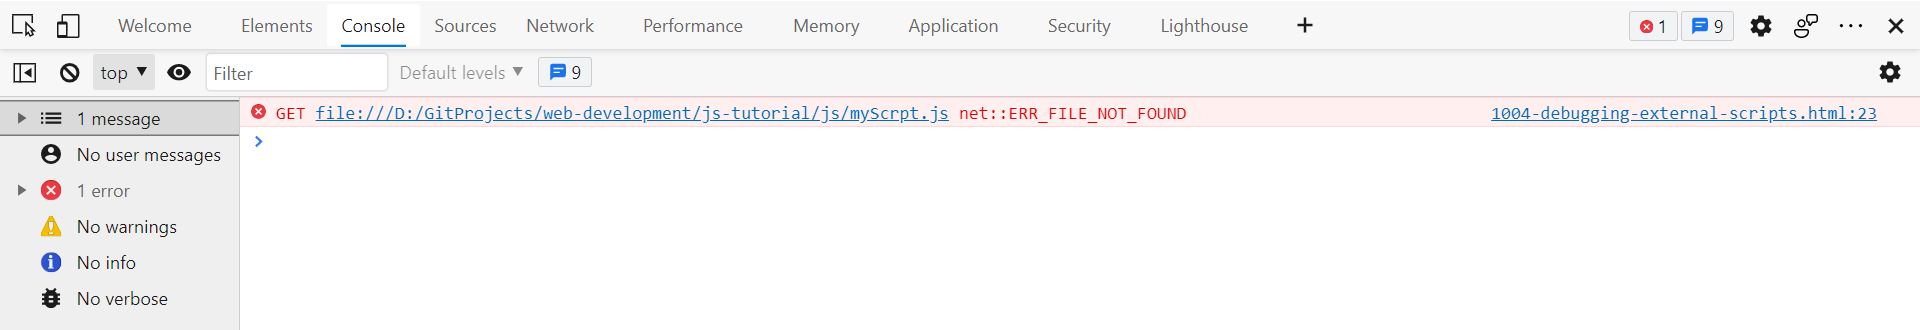 Welcome Elements Console Sources Network Performance Memory Application Security Lighthouse + 1 9
top Filter Default levels 9
1 message
No user messages
1 error
No warnings
No info
No verbose
GET file:///D:/GitProjects/web-development/js-tutorial/js/myScrpt.js net::ERR_FILE_NOT_FOUND 1004-debugging-external-scripts.html:23